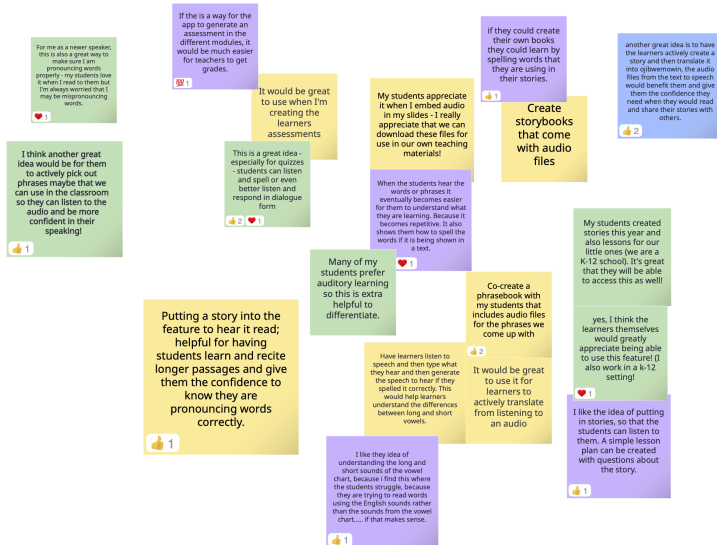 For me as a newer speaker,
this is also a great way to
make sure I am
pronouncing words
properly - my students love
it when I read to them but
I'm always worried that I
may be mispronouncing
words.
1
If the is a way for the
app to generate an
assessment in the
different modules, it
would be much easier
for teachers to get
grades.
1
It would be great
to use when I'm
creating the
learners
assessments
My students appreciate
it when I embed audio
in my slides - I really
appreciate that we can
download these files for
use in our own teaching
materials!
if they could create
their own books
they could learn by
spelling words that
they are using in
their stories.
1
Create
storybooks
that come
with audio
files
another great idea is to have
the learners actively create a
story and then translate it
into ojibwemowin, the audio
files from the text to speech
would benefit them and give
them the confidence they
need when they would read
and share their stories with
others.
2
I think another great
idea would be for them
to actively pick out
phrases maybe that we
can use in the classroom
so they can listen to the
audio and be more
confident in their
speaking!
1
This is a great idea -
especially for quizzes
- students can listen
and spell or even
better listen and
respond in dialogue
form
2 1
When the students hear the
words or phrases it
eventually becomes easier
for them to understand what
they are learning. Because it
becomes repetitive. It also
shows them how to spell the
words if it is being shown in
a text.
1
Many of my
students prefer
auditory learning
so this is extra
helpful to
differentiate.
My students created
stories this year and
also lessons for our
little ones (we are a
K-12 school). It's great
that they will be able
to access this as well!
Putting a story into the
feature to hear it read;
helpful for having
students learn and recite
longer passages and give
them the confidence to
know they are
pronouncing words
correctly.
1
Co-create a
phrasebook with
my students that
includes audio files
for the phrases we
come up with
2
yes, I think the
learners themselves
would greatly
appreciate being able
to use this feature! (I
also work in a k-12
setting!
1
Have learners listen to
speech and then type what
they hear and then generate
the speech to hear if they
spelled it correctly. This
would help learners
understand the differences
between long and short
vowels.
It would be great
to use it for
learners to
actively translate
from listening to
an audio
I like the idea of putting
in stories, so that the
students can listen to
them. A simple lesson
plan can be created
with questions about
the story.
1
I like they idea of
understanding the long and
short sounds of the vowel
chart, because i find this where
the students struggle, because
they are trying to read words
using the English sounds rather
than the sounds from the vowel
chart..... if that makes sense.
1